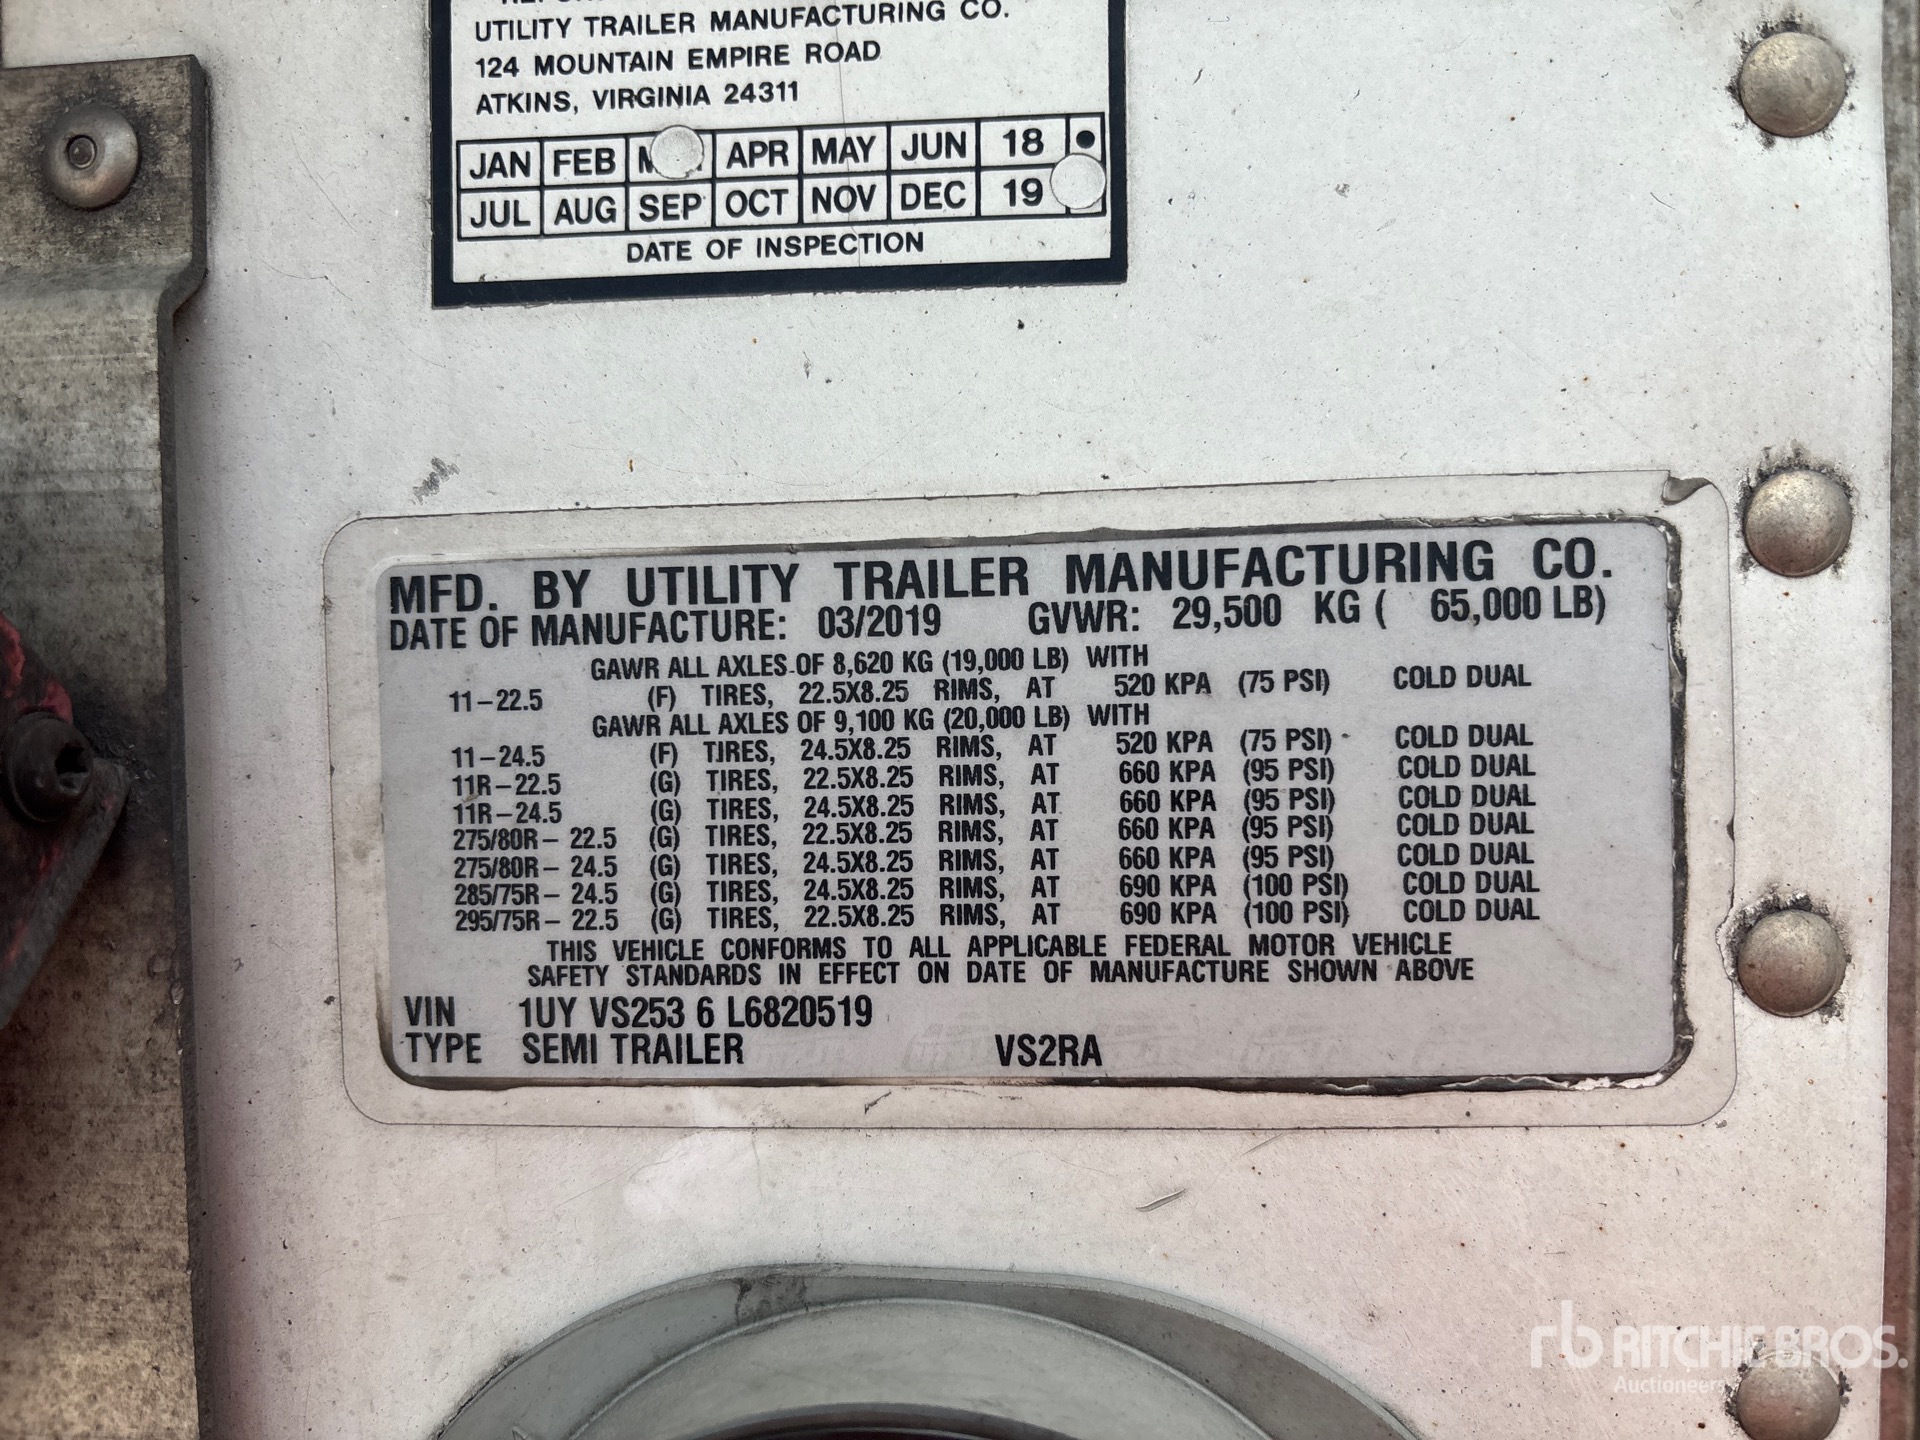 UTILITY TRAILER MANUFACTURING CO.
124 MOUNTAIN EMPIRE ROAD
ATKINS, VIRGINIA 24311
JAN FEB APR MAY JUN 18
JUL AUG SEP OCT NOV DEC 19
DATE OF INSPECTION
MFD. BY UTILITY TRAILER MANUFACTURING CO.
DATE OF MANUFACTURE: 03/2019 GVWR: 29,500 KG ( 65,000 LB)
GAWR ALL AXLES OF 8,620 KG (19,000 LB) WITH
11-22.5 (F) TIRES, 22.5X8.25 RIMS, AT 520 KPA (75 PSI) COLD DUAL
GAWR ALL AXLES OF 9,100 KG (20,000 LB) WITH
11-24.5 (F) TIRES, 24.5X8.25 RIMS, AT 520 KPA (75 PSI) COLD DUAL
11R-22.5 (G) TIRES, 22.5X8.25 RIMS, AT 660 KPA (95 PSI) COLD DUAL
11R-24.5 (G) TIRES, 24.5X8.25 RIMS, AT 660 KPA (95 PSI) COLD DUAL
275/80R- 22.5 (G) TIRES, 22.5X8.25 RIMS, AT 660 KPA (95 PSI) COLD DUAL
275/80R- 24.5 (G) TIRES, 24.5X8.25 RIMS, AT 660 KPA (95 PSI) COLD DUAL
285/75R- 24.5 (G) TIRES, 24.5X8.25 RIMS, AT 690 KPA (100 PSI) COLD DUAL
295/75R- 22.5 (G) TIRES, 22.5X8.25 RIMS, AT 690 KPA (100 PSI) COLD DUAL
THIS VEHICLE CONFORMS TO ALL APPLICABLE FEDERAL MOTOR VEHICLE
SAFETY STANDARDS IN EFFECT ON DATE OF MANUFACTURE SHOWN ABOVE
VIN 1UY VS253 6 L6820519
TYPE SEMI TRAILER VS2RA
rb RITCHIE BROS.
Auctioneers